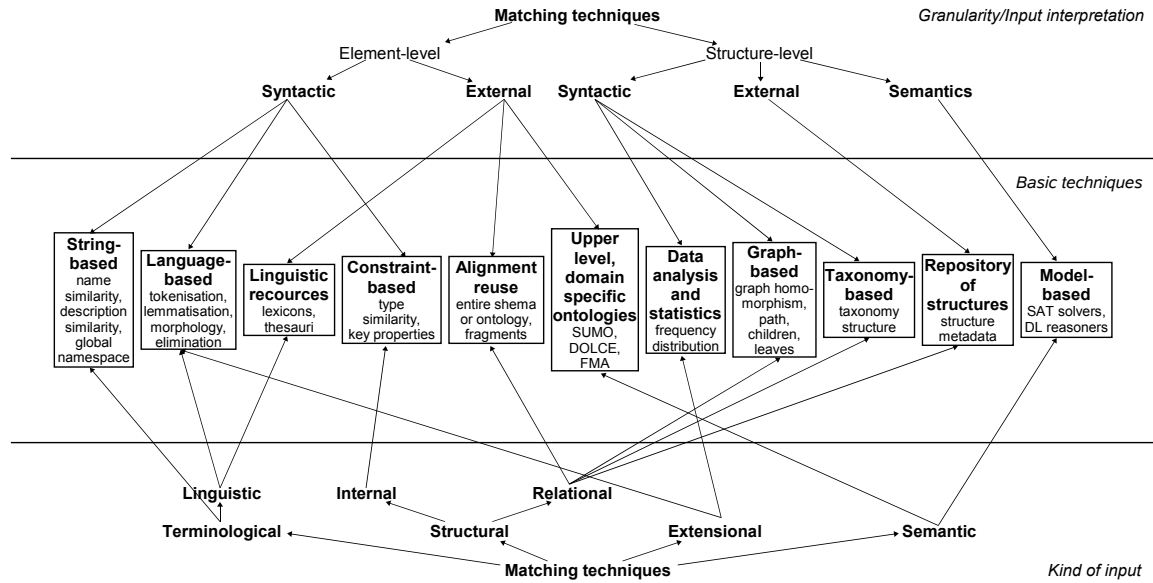 Matching techniques
Granularity/Input interpretation
Element-level
Structure-level
Syntactic
External
Syntactic
External
Semantics
Basic techniques
String-
based
name
similarity,
description
similarity,
global
namespace
Language-
based
tokenisation,
lemmatisation,
morphology,
elimination
Linguistic
recources
lexicons,
thesauri
Constraint-
based
type
similarity,
key properties
Alignment
reuse
entire shema
or ontology,
fragments
Upper
level,
domain
specific
ontologies
SUMO,
DOLCE,
FMA
Data
analysis
and
statistics
frequency
distribution
Graph-
based
graph homo-
morphism,
path,
children,
leaves
Taxonomy-
based
taxonomy
structure
Repository
of
structures
structure
metadata
Model-
based
SAT solvers,
DL reasoners
Linguistic
Internal
Relational
Terminological
Structural
Extensional
Semantic
Matching techniques
Kind of input